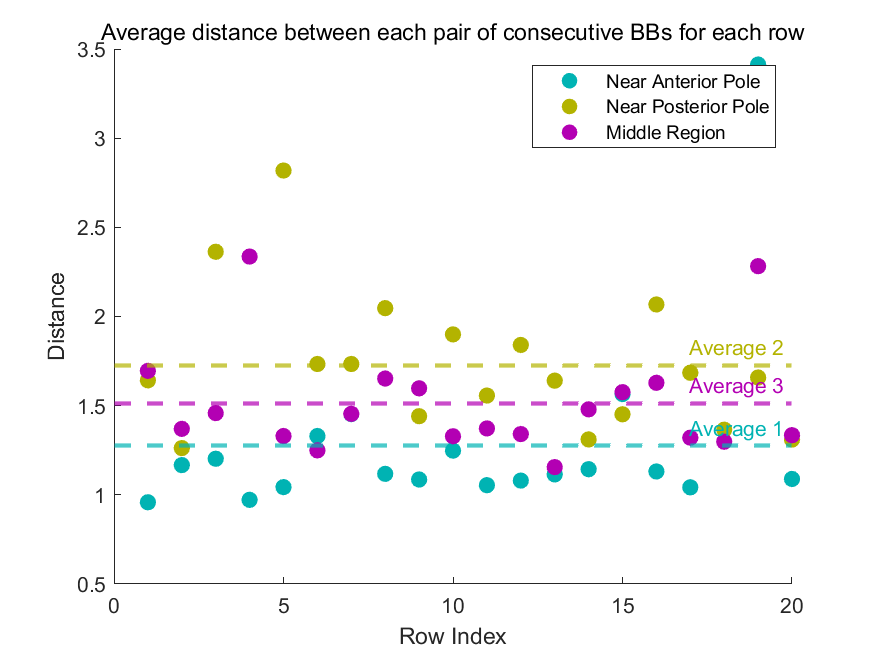 Average distance between each pair of consecutive BBs for each row
3.5
3
2.5
2
1.5
1
0.5
Distance
Near Anterior Pole
Near Posterior Pole
Middle Region
Average 2
Average 3
Average 1
0
5
10
15
20
Row Index